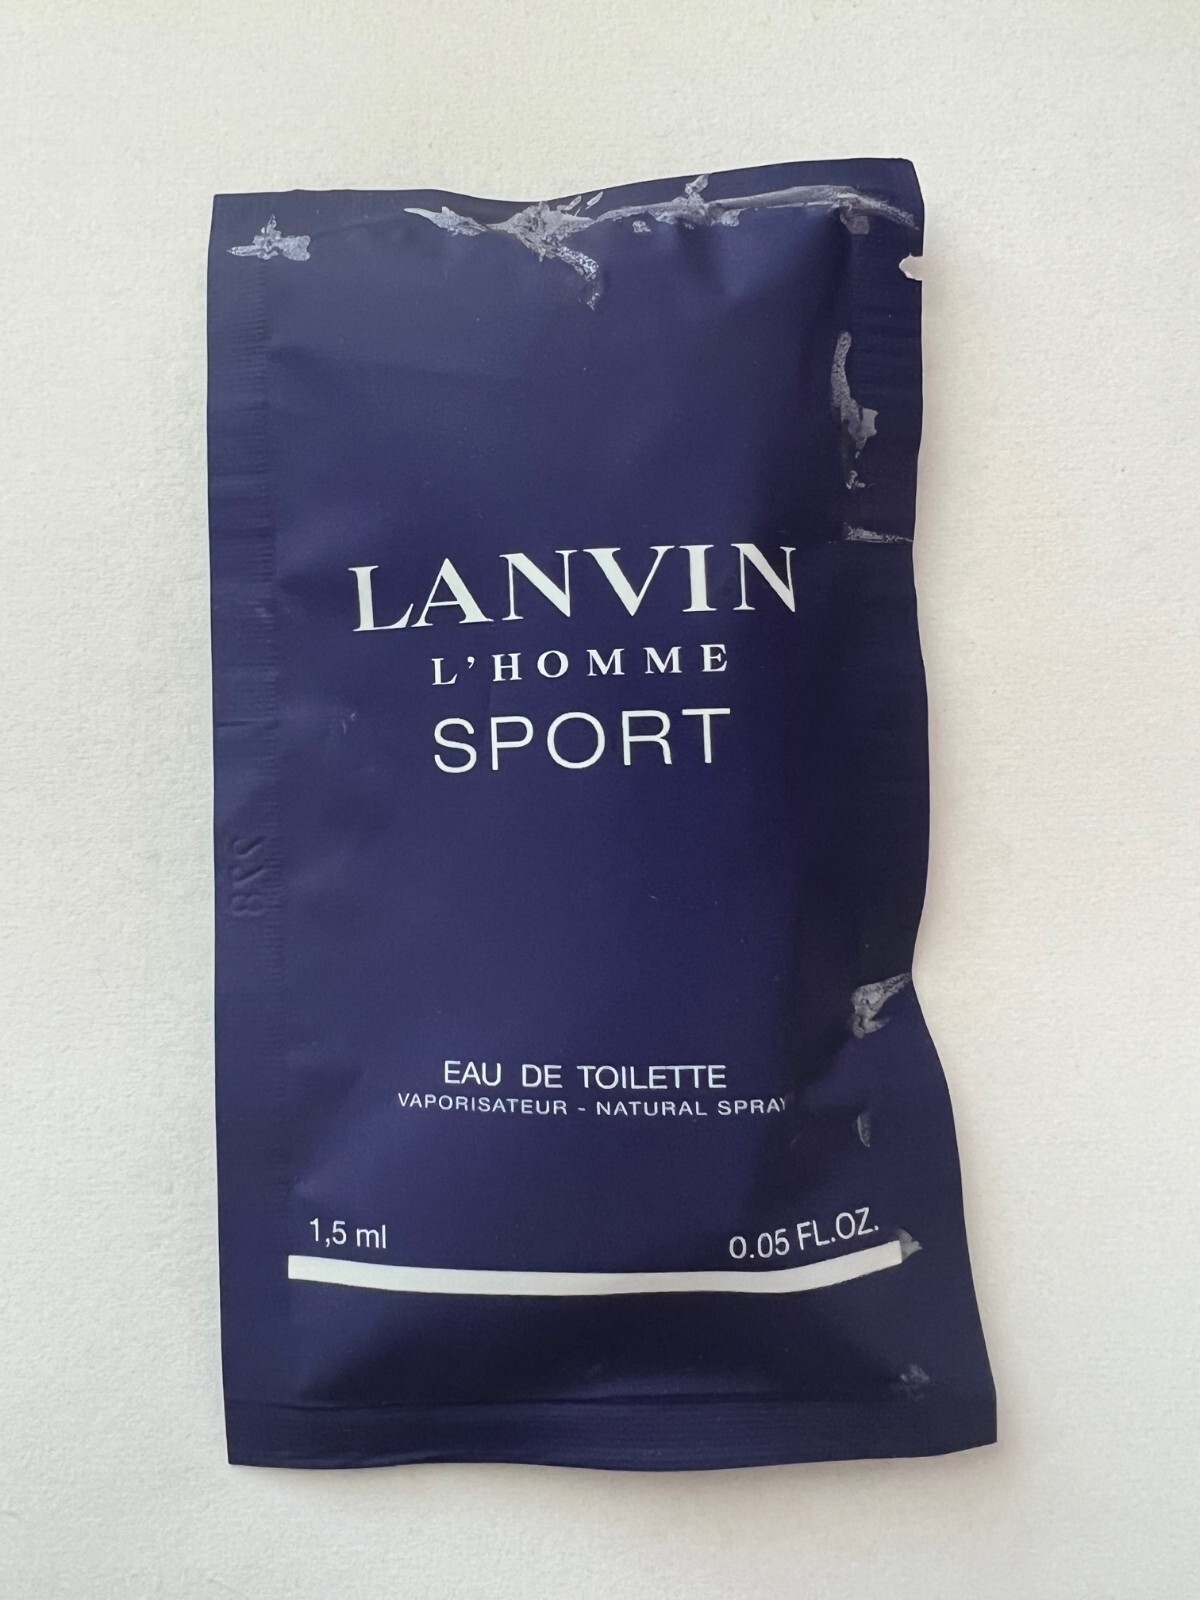 LANVIN
L'HOMME
SPORT
EAU DE TOILETTE
VAPORISATEUR - NATURAL SPRAY
1,5 ml
0.05 FL.OZ.